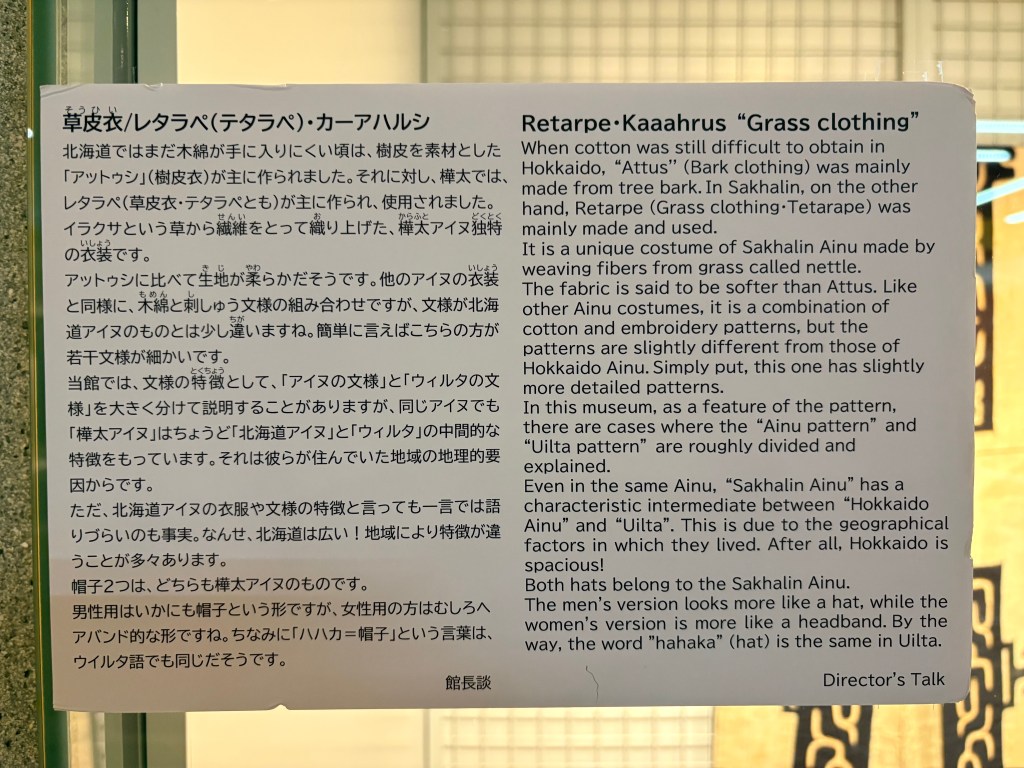 草皮衣/レタラペ(テタラペ)・カーアハルシ
北海道ではまだ木綿が手に入りにくい頃は、樹皮を素材とした
「アットゥシ」(樹皮衣)が主に作られました。それに対し、樺太では、
レタラペ(草皮衣・テタラペとも)が主に作られ、使用されました。
イラクサという草から繊維をとって織り上げた、樺太アイヌ独特
の衣装です。
アットゥシに比べて生地が柔らかだそうです。他のアイヌの衣装
と同様に、木綿と刺しゅう文様の組み合わせですが、文様が北海
道アイヌのものとは少し違いますね。簡単に言えばこちらの方が
若干文様が細かいです。
当館では、文様の特徴として、「アイヌの文様」と「ウィルタの文
様」を大きく分けて説明することがありますが、同じアイヌでも
「樺太アイヌ」はちょうど「北海道アイヌ」と「ウィルタ」の中間的な
特徴をもっています。それは彼らが住んでいた地域の地理的要
因からです。
ただ、北海道アイヌの衣服や文様の特徴と言っても一言では語
りづらいのも事実。なんせ、北海道は広い!地域により特徴が違
うことが多々あります。
帽子2つは、どちらも樺太アイヌのものです。
男性用はいかにも帽子という形ですが、女性用の方はむしろヘ
アバンド的な形ですね。ちなみに「ハハカ=帽子」という言葉は、
ウイルタ語でも同じだそうです。
館長談
Retarpe・Kaaahrus “Grass clothing”
When cotton was still difficult to obtain in
Hokkaido, “Attus’’ (Bark clothing) was mainly
made from tree bark. In Sakhalin, on the other
hand, Retarpe (Grass clothing・Tetarape) was
mainly made and used.
It is a unique costume of Sakhalin Ainu made by
weaving fibers from grass called nettle.
The fabric is said to be softer than Attus. Like
other Ainu costumes, it is a combination of
cotton and embroidery patterns, but the
patterns are slightly different from those of
Hokkaido Ainu. Simply put, this one has slightly
more detailed patterns.
In this museum, as a feature of the pattern,
there are cases where the “Ainu pattern” and
“Uilta pattern” are roughly divided and
explained.
Even in the same Ainu, “Sakhalin Ainu” has a
characteristic intermediate between “Hokkaido
Ainu” and “Uilta”. This is due to the geographical
factors in which they lived. After all, Hokkaido is
spacious!
Both hats belong to the Sakhalin Ainu.
The men’s version looks more like a hat, while the
women’s version is more like a headband. By the
way, the word ”hahaka” (hat) is the same in Uilta.
Director’s Talk